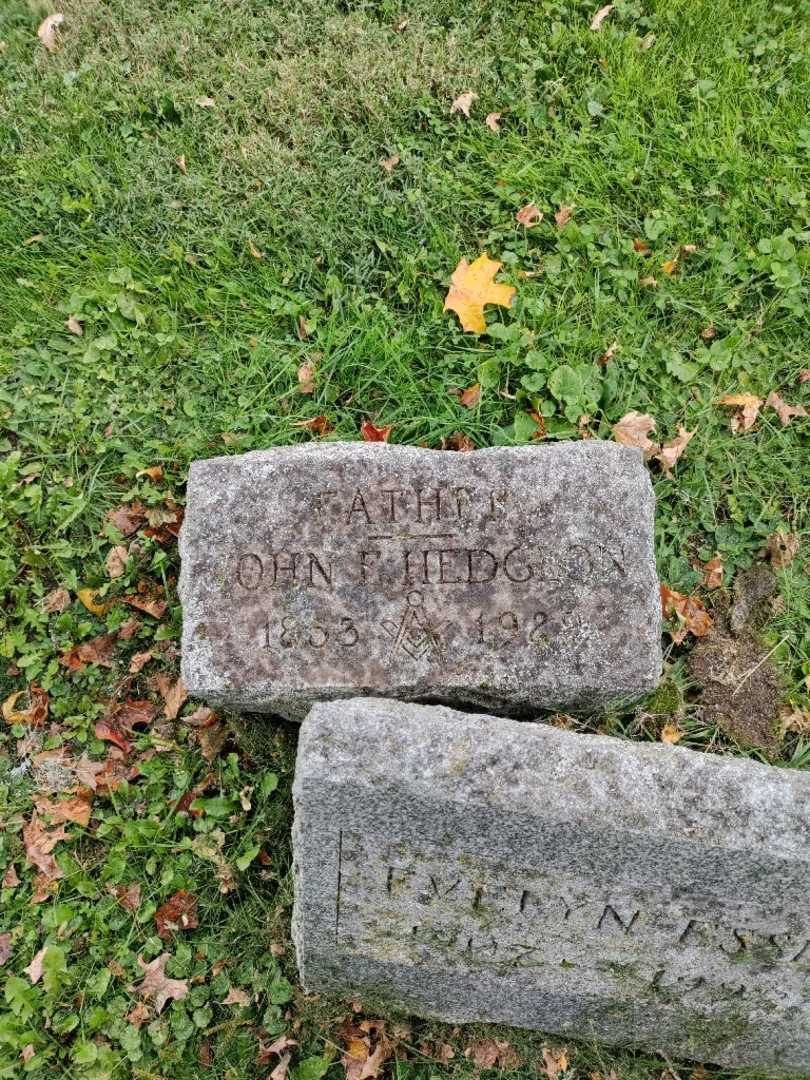 FATHER
JOHN F. HEDGLON
1853 1929
EVELYN